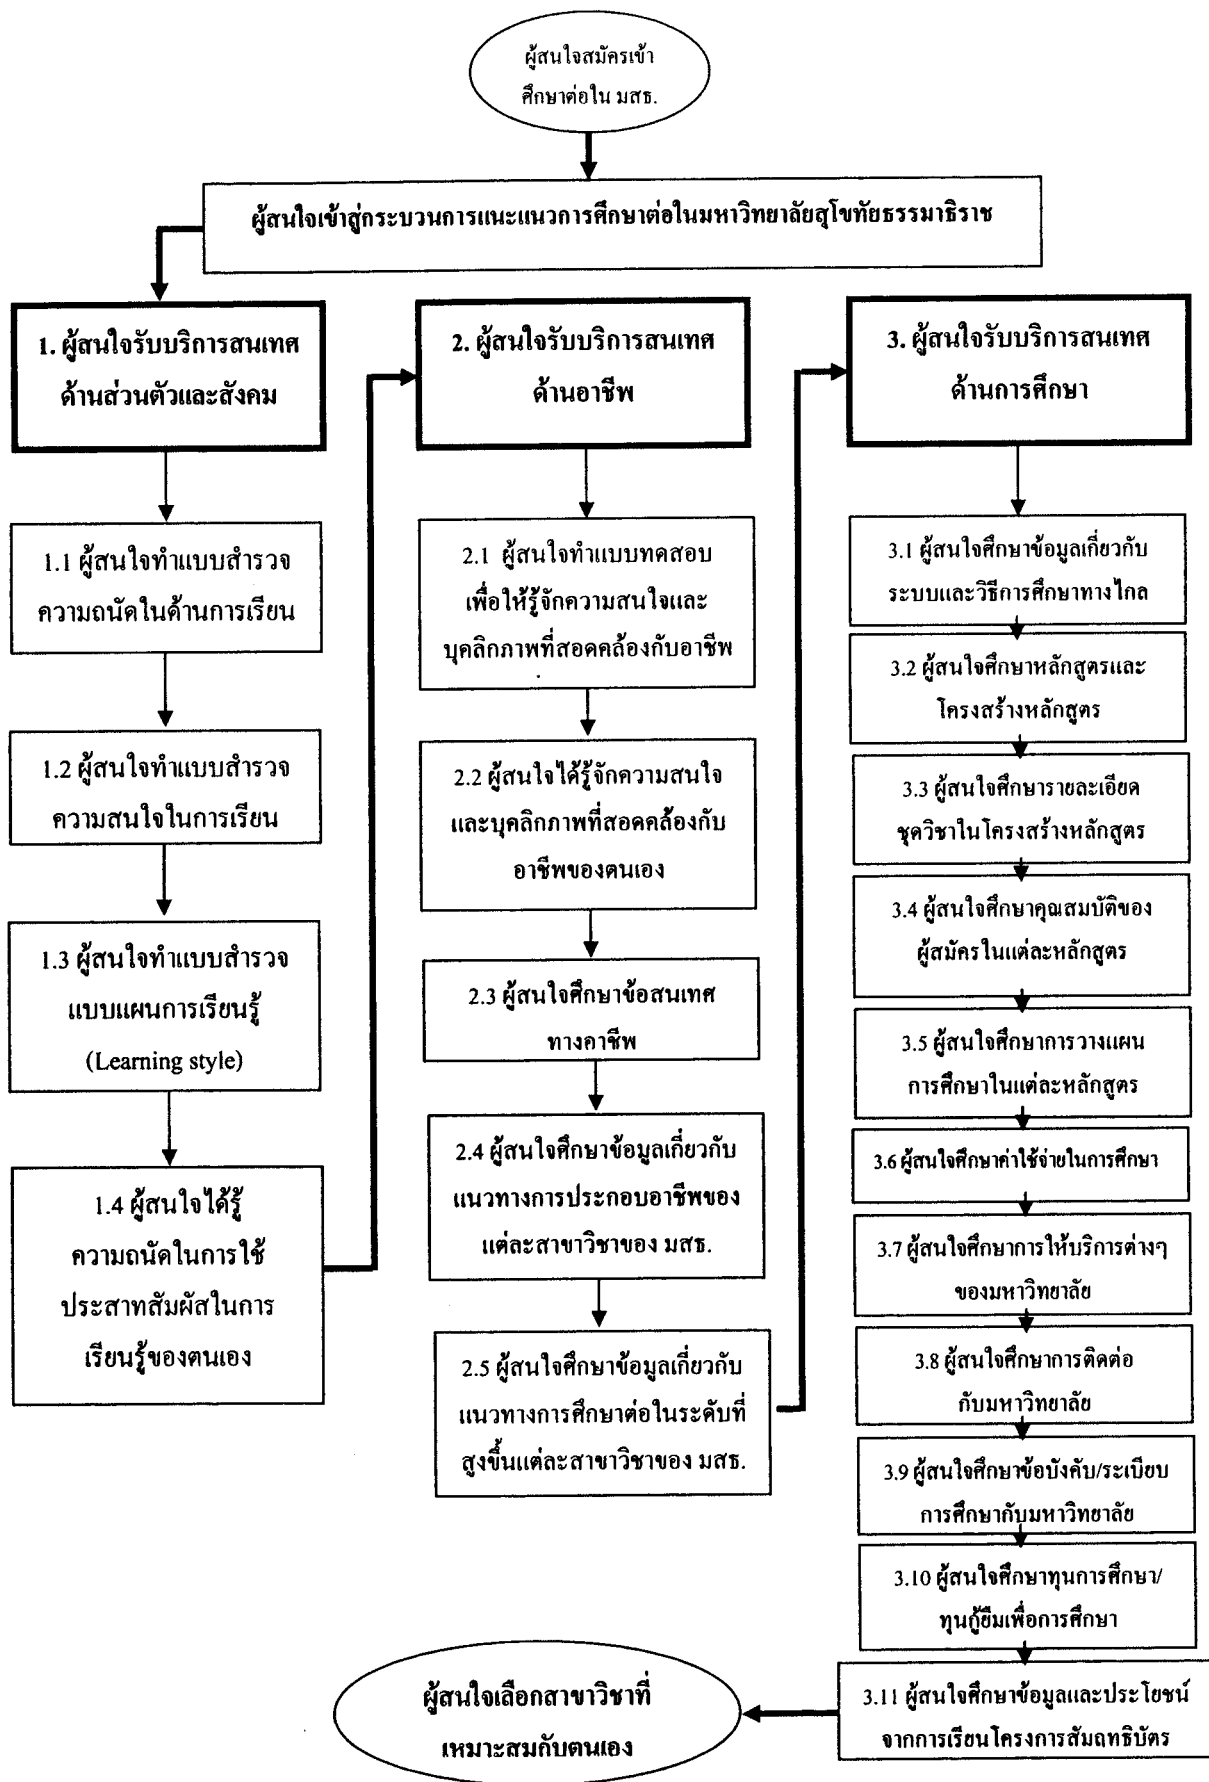 ผู้สนใจสมัครเข้า
ศึกษาต่อใน มสธ.
ผู้สนใจเข้าสู่กระบวนการแนะแนวการศึกษาต่อในมหาวิทยาลัยสุโขทัยธรรมาธิราช
1. ผู้สนใจรับบริการสนเทศ
ด้านส่วนตัวและสังคม
1.1 ผู้สนใจทำแบบสำรวจ
ความถนัดในด้านการเรียน
1.2 ผู้สนใจทำแบบสำรวจ
ความสนใจในการเรียน
1.3 ผู้สนใจทำแบบสำรวจ
แบบแผนการเรียนรู้
(Learning style)
1.4 ผู้สนใจได้รู้
ความถนัดในการใช้
ประสาทสัมผัสในการ
เรียนรู้ของตนเอง
2. ผู้สนใจรับบริการสนเทศ
ด้านอาชีพ
2.1 ผู้สนใจทำแบบทดสอบ
เพื่อให้รู้จักความสนใจและ
บุคลิกภาพที่สอดคล้องกับอาชีพ
2.2 ผู้สนใจได้รู้จักความสนใจ
และบุคลิกภาพที่สอดคล้องกับ
อาชีพของตนเอง
2.3 ผู้สนใจศึกษาข้อสนเทศ
ทางอาชีพ
2.4 ผู้สนใจศึกษาข้อมูลเกี่ยวกับ
แนวทางการประกอบอาชีพของ
แต่ละสาขาวิชาของ มสธ.
2.5 ผู้สนใจศึกษาข้อมูลเกี่ยวกับ
แนวทางการศึกษาต่อในระดับที่
สูงขึ้นแต่ละสาขาวิชาของ มสธ.
3. ผู้สนใจรับบริการสนเทศ
ด้านการศึกษา
3.1 ผู้สนใจศึกษาข้อมูลเกี่ยวกับ
ระบบและวิธีการศึกษาทางไกล
3.2 ผู้สนใจศึกษาหลักสูตรและ
โครงสร้างหลักสูตร
3.3 ผู้สนใจศึกษารายละเอียด
ชุดวิชาในโครงสร้างหลักสูตร
3.4 ผู้สนใจศึกษาคุณสมบัติของ
ผู้สมัครในแต่ละหลักสูตร
3.5 ผู้สนใจศึกษาการวางแผน
การศึกษาในแต่ละหลักสูตร
3.6 ผู้สนใจศึกษาค่าใช้จ่ายในการศึกษา
3.7 ผู้สนใจศึกษาการให้บริการต่างๆ
ของมหาวิทยาลัย
3.8 ผู้สนใจศึกษาการติดต่อ
กับมหาวิทยาลัย
3.9 ผู้สนใจศึกษาข้อบังคับ/ระเบียบ
การศึกษากับมหาวิทยาลัย
3.10 ผู้สนใจศึกษาทุนการศึกษา/
ทุนกู้ยืมเพื่อการศึกษา
3.11 ผู้สนใจศึกษาข้อมูลและประโยชน์
จากการเรียนโครงการสัมฤทธิบัตร
ผู้สนใจเลือกสาขาวิชาที่
เหมาะสมกับตนเอง